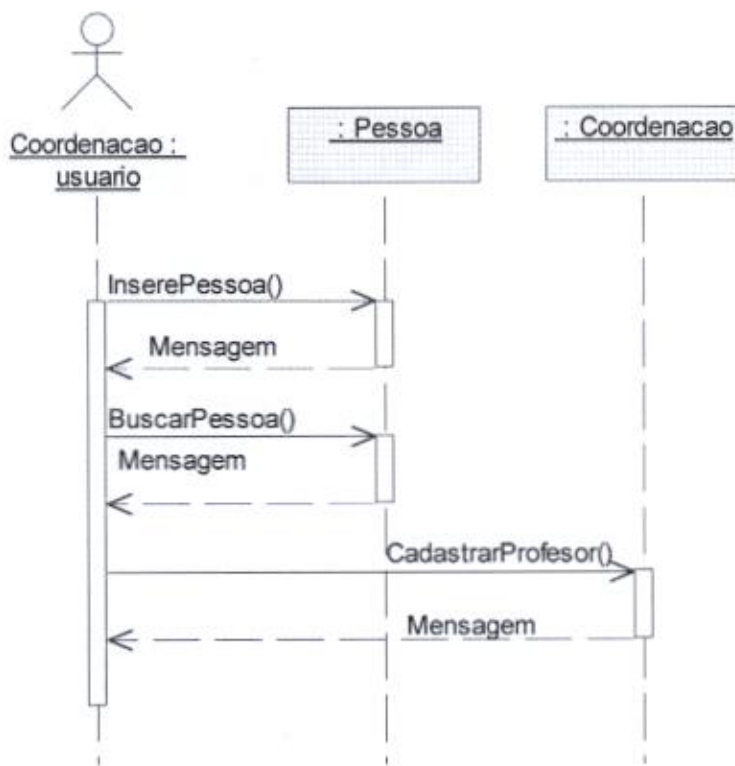 Coordenacao :
usuario
: Pessoa
: Coordenacao
InserePessoa()
Mensagem
BuscarPessoa()
Mensagem
CadastrarProfesor()
Mensagem